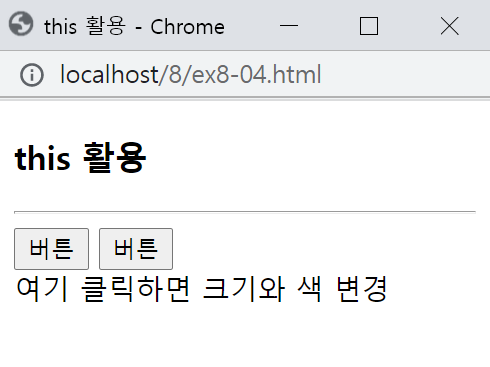 this 활용 - Chrome
localhost/8/ex8-04.html
this 활용
버튼 버튼
여기 클릭하면 크기와 색 변경